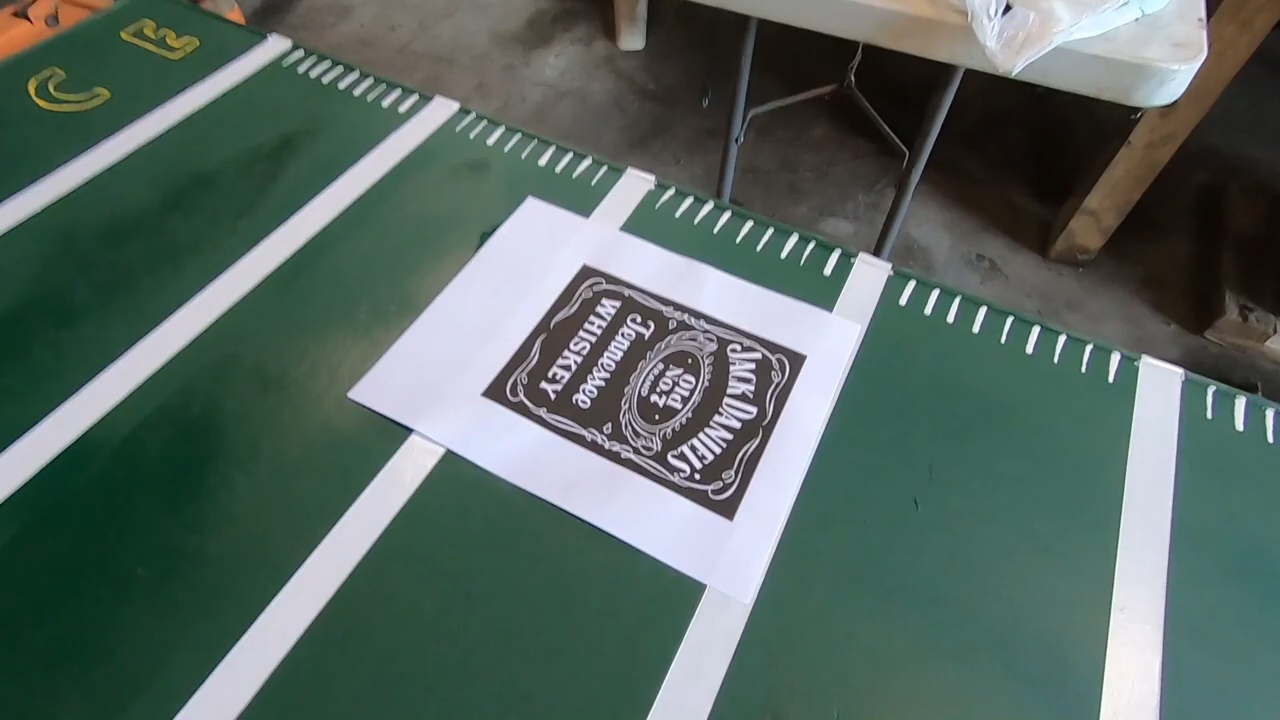 JACK DANIEL'S
Old
No. 7
BRAND
Tennessee
WHISKEY
E
C